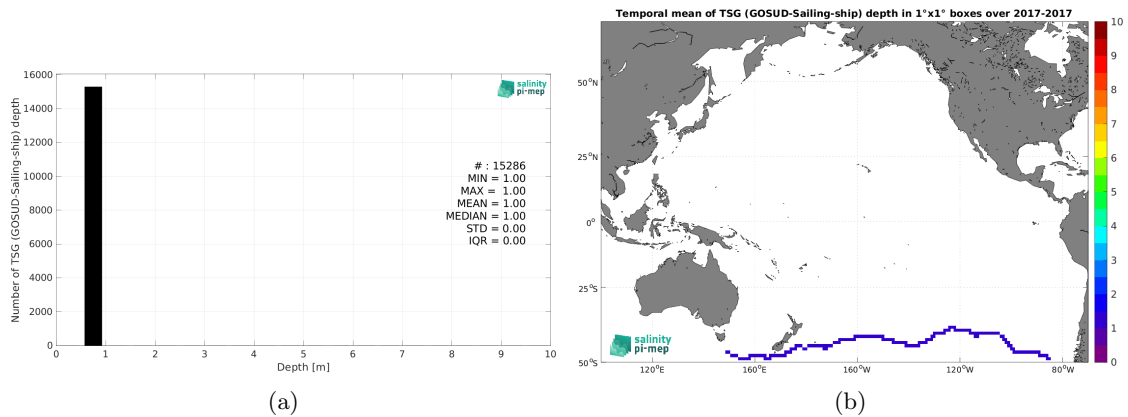 Temporal mean of TSG (GOSUD-Sailing-ship) depth in 1°x1° boxes over 2017-2017
16000
14000
12000
10000
8000
6000
4000
2000
0
Number of TSG (GOSUD-Sailing-ship) depth
salinity
pi-mep
# : 15286
MIN = 1.00
MAX = 1.00
MEAN = 1.00
MEDIAN = 1.00
STD = 0.00
IQR = 0.00
0 1 2 3 4 5 6 7 8 9 10
Depth [m]
(a)
50°N
25°N
0°
25°S
50°S
salinity
pi-mep
120°E 160°E 160°W 120°W 80°W
10
9
8
7
6
5
4
3
2
1
0
(b)